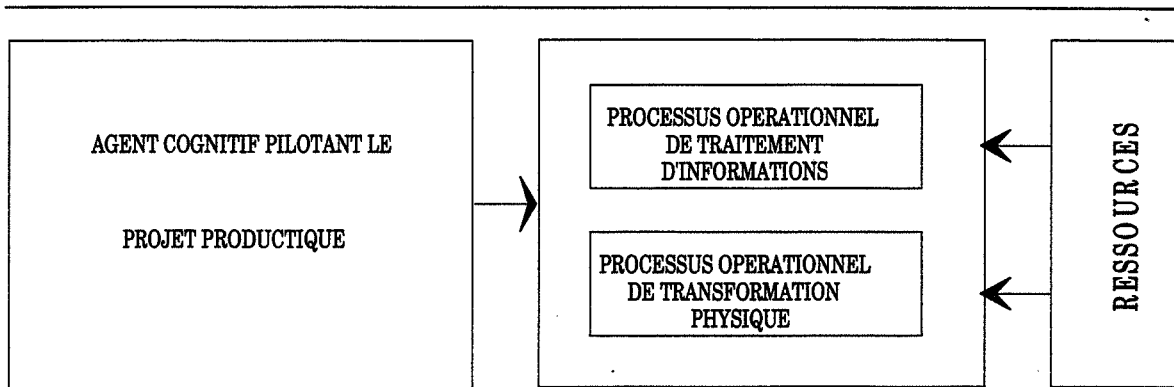 AGENT COGNITIF PILOTANT LE
PROJET PRODUCTIQUE
PROCESSUS OPERATIONNEL
DE TRAITEMENT
D'INFORMATIONS
PROCESSUS OPERATIONNEL
DE TRANSFORMATION
PHYSIQUE
RESSOURCES